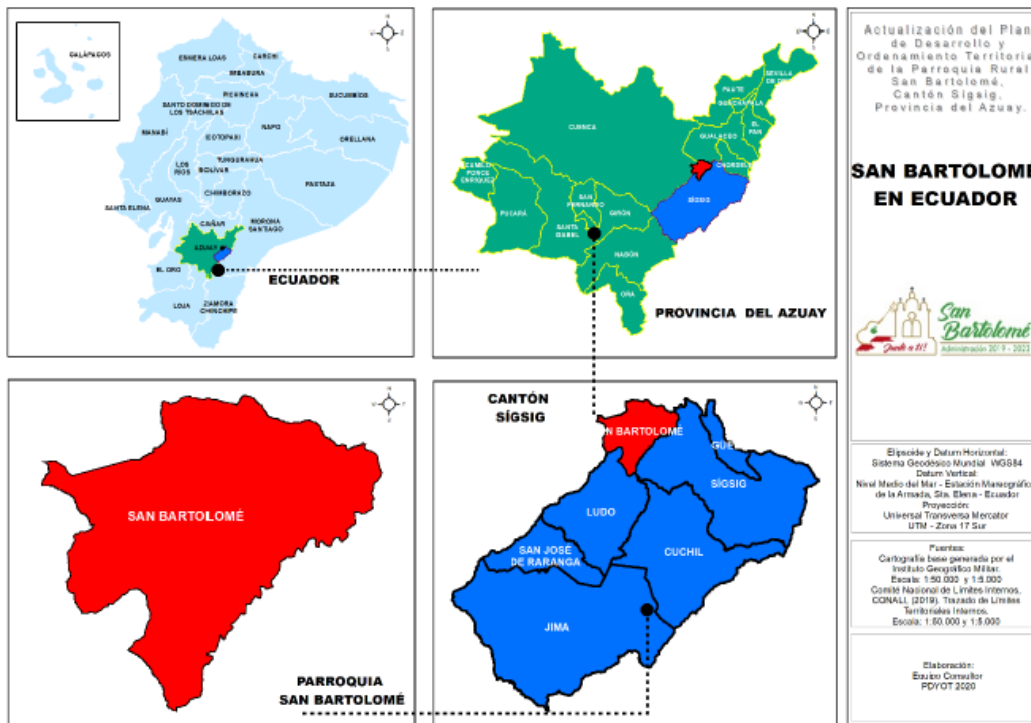 GALÁPAGOS
ESMERALDAS
CARCHI
IMBABURA
PICHINCHA
SUCUMBÍOS
SANTO DOMINGO DE
LOS TSÁCHILAS
MANABÍ
COTOPAXI
NAPO
ORELLANA
LOS
RÍOS
TUNGURAHUA
BOLÍVAR
PASTAZA
CHIMBORAZO
GUAYAS
SANTA ELENA
CAÑAR
MORONA
SANTIAGO
AZUAY
EL ORO
LOJA
ZAMORA
CHINCHIPE
ECUADOR
SEVILLA
DE
PAUTE
GUACHAPALA
EL
PAN
CUENCA
GUALACEO
CHORDELEG
CAMILO
PONCE
ENRIQUEZ
SÍGSIG
PUCARÁ
SAN
FERNANDO
GIRÓN
SANTA
ISABEL
NABÓN
OÑA
PROVINCIA DEL AZUAY
SAN BARTOLOMÉ
PARROQUIA
SAN BARTOLOMÉ
CANTÓN
SÍGSIG
N BARTOLOMÉ
GÜE
SÍGSIG
LUDO
CUCHIL
SAN JOSÉ
DE RARANGA
JIMA
Actualización del Plan
de Desarrollo y
Ordenamiento Territoria
de la Parroquia Rural
San Bartolomé,
Cantón Sigsig,
Provincia del Azuay.
SAN BARTOLOMÉ
EN ECUADOR
San
Bartolomé
Junto a ti!
Administración 2019 - 2023
Elipsoide y Datum Horizontal:
Sistema Geodésico Mundial WGS84
Datum Vertical:
Nivel Medio del Mar - Estación Mareográfic
de la Armada, Sta. Elena - Ecuador
Proyección:
Universal Transversa Mercator
UTM - Zona 17 Sur
Fuentes:
Cartografía base generada por el
Instituto Geográfico Militar.
Escala: 1:50.000 y 1:5.000
Comité Nacional de Límites Internos,
CONALI, (2019). Trazado de Límites
Territoriales Internos.
Escala: 1:50.000 y 1:5.000
Elaboración:
Equipo Consultor
PDYOT 2020